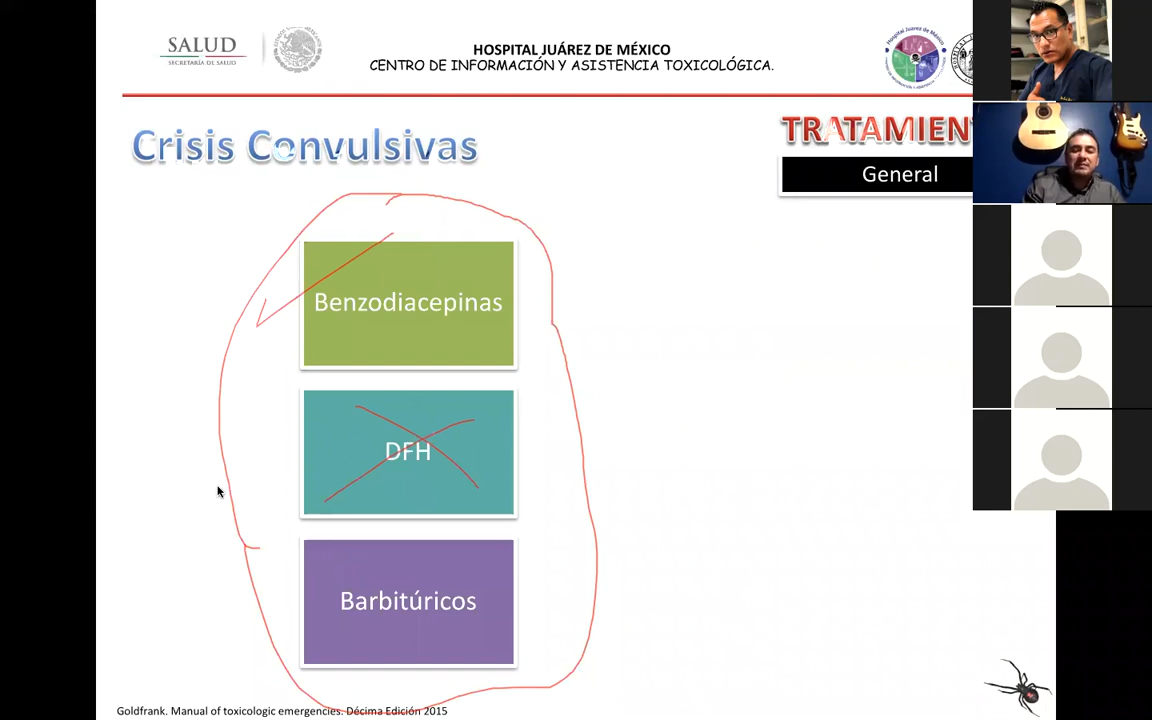 SALUD
SECRETARÍA DE SALUD
HOSPITAL JUÁREZ DE MÉXICO
CENTRO DE INFORMACIÓN Y ASISTENCIA TOXICOLÓGICA.
Crisis Convulsivas
TRATAMIEN
General
Benzodiacepinas
DFH
Barbitúricos
Goldfrank. Manual of toxicologic emergencies. Décima Edición 2015